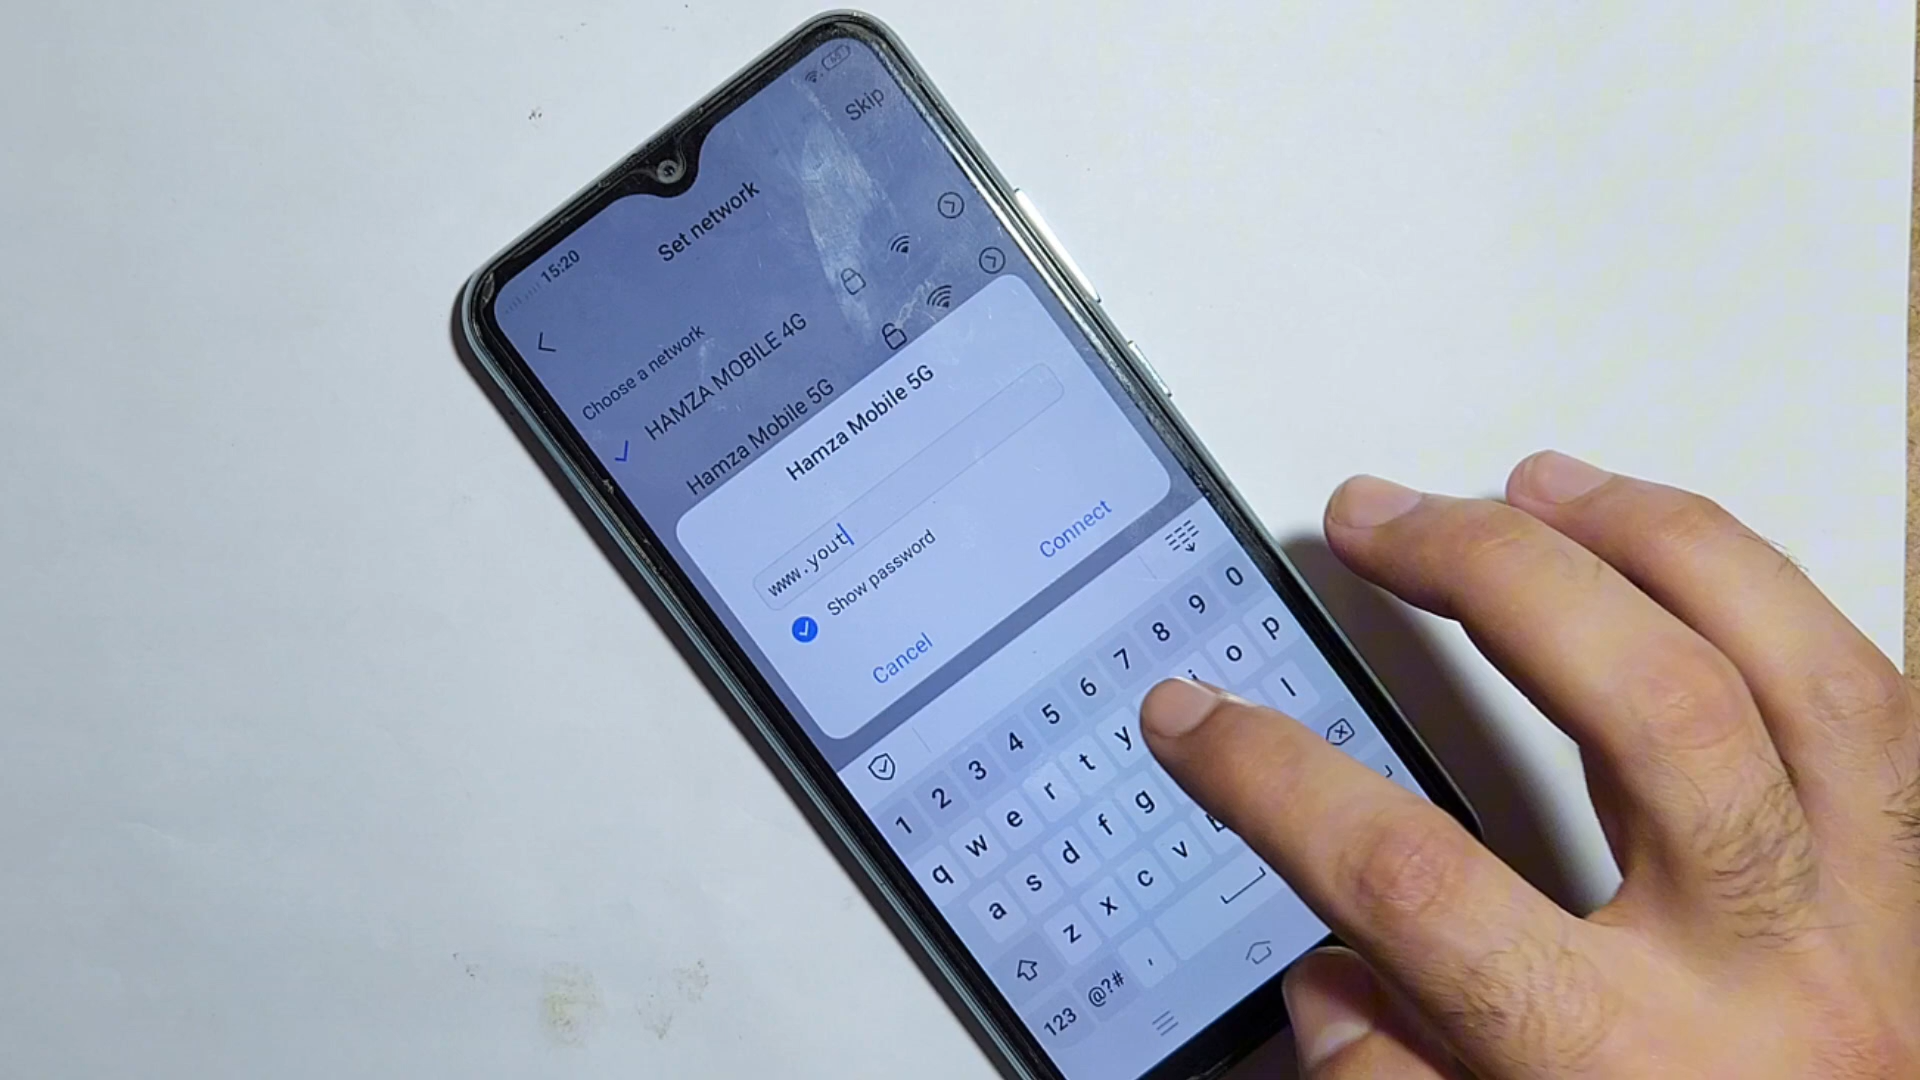 15:20
Skip
Set network
Choose a network
HAMZA MOBILE 4G
Hamza Mobile 5G
Hamza Mobile 5G
www.yout
Show password
Cancel
Connect
1 2 3 4 5 6 7 8 9 0
q w e r t y i o p
a s d f g l
z x c v
123 @?# ,